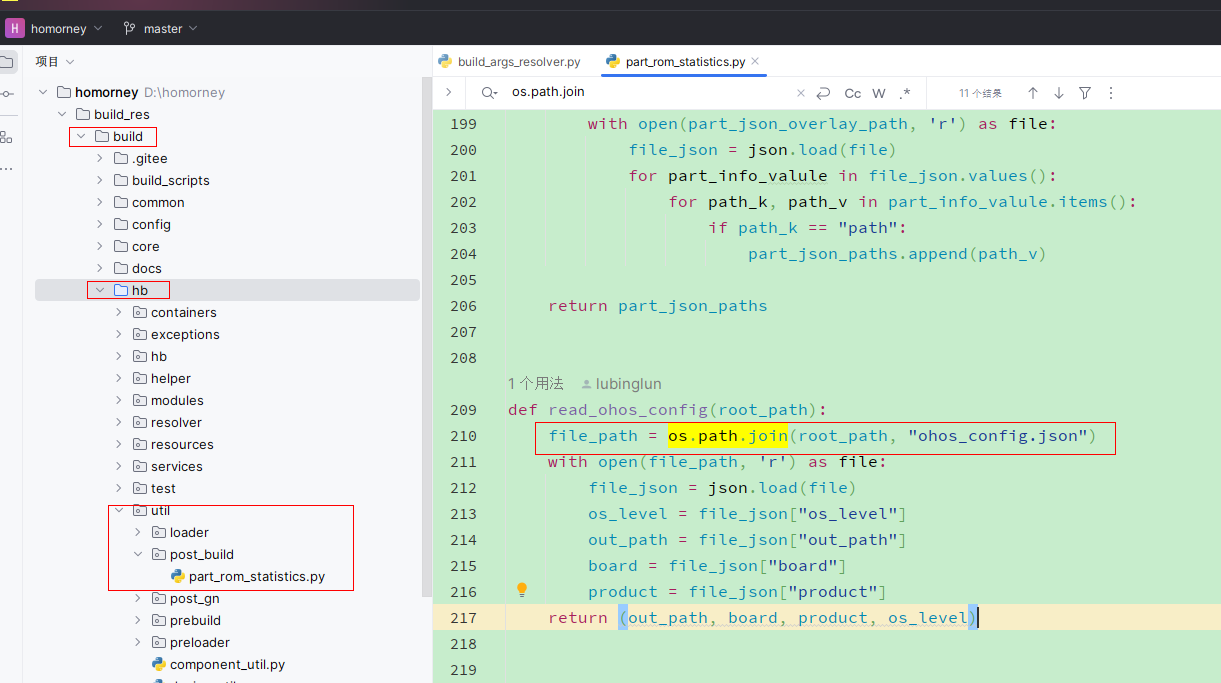 H homorney master
项目
build_args_resolver.py part_rom_statistics.py
os.path.join Cc W .* 11 个结果
homorney D:\homorney
build_res
build
.gitee
build_scripts
common
config
core
docs
hb
containers
exceptions
hb
helper
modules
resolver
resources
services
test
util
loader
post_build
part_rom_statistics.py
post_gn
prebuild
preloader
component_util.py
199 with open(part_json_overlay_path, 'r') as file:
200 file_json = json.load(file)
201 for part_info_valule in file_json.values():
202 for path_k, path_v in part_info_valule.items():
203 if path_k == "path":
204 part_json_paths.append(path_v)
205
206 return part_json_paths
207
208
1 个用法 lubinglun
209 def read_ohos_config(root_path):
210 file_path = os.path.join(root_path, "ohos_config.json")
211 with open(file_path, 'r') as file:
212 file_json = json.load(file)
213 os_level = file_json["os_level"]
214 out_path = file_json["out_path"]
215 board = file_json["board"]
216 product = file_json["product"]
217 return (out_path, board, product, os_level)
218
219